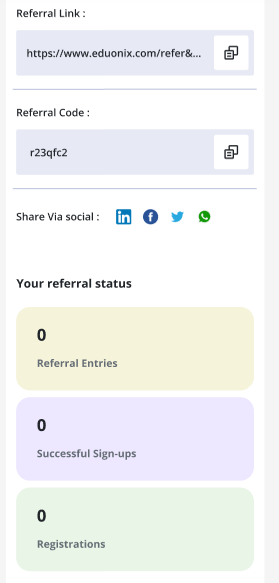 Referral Link :
https://www.eduonix.com/refer&...
Referral Code :
r23qfc2
Share Via social :
Your referral status
0
Referral Entries
0
Successful Sign-ups
0
Registrations